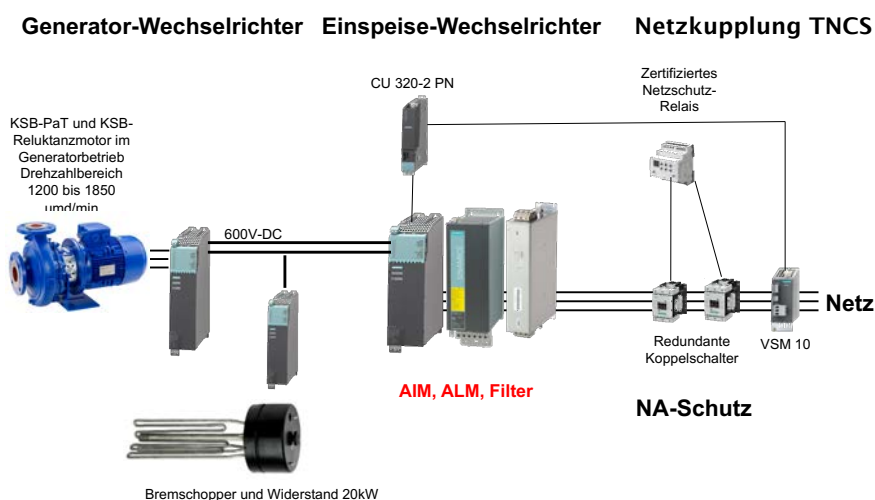 Generator-Wechselrichter
Einspeise-Wechselrichter
Netzkupplung TNCS
CU 320-2 PN
Zertifiziertes
Netzschutz-
Relais
KSB-PaT und KSB-
Reluktanzmotor im
Generatorbetrieb
Drehzahlbereich
1200 bis 1850
umd/min
600V-DC
Netz
Redundante
Koppelschalter
VSM 10
AIM, ALM, Filter
NA-Schutz
Bremschopper und Widerstand 20kW